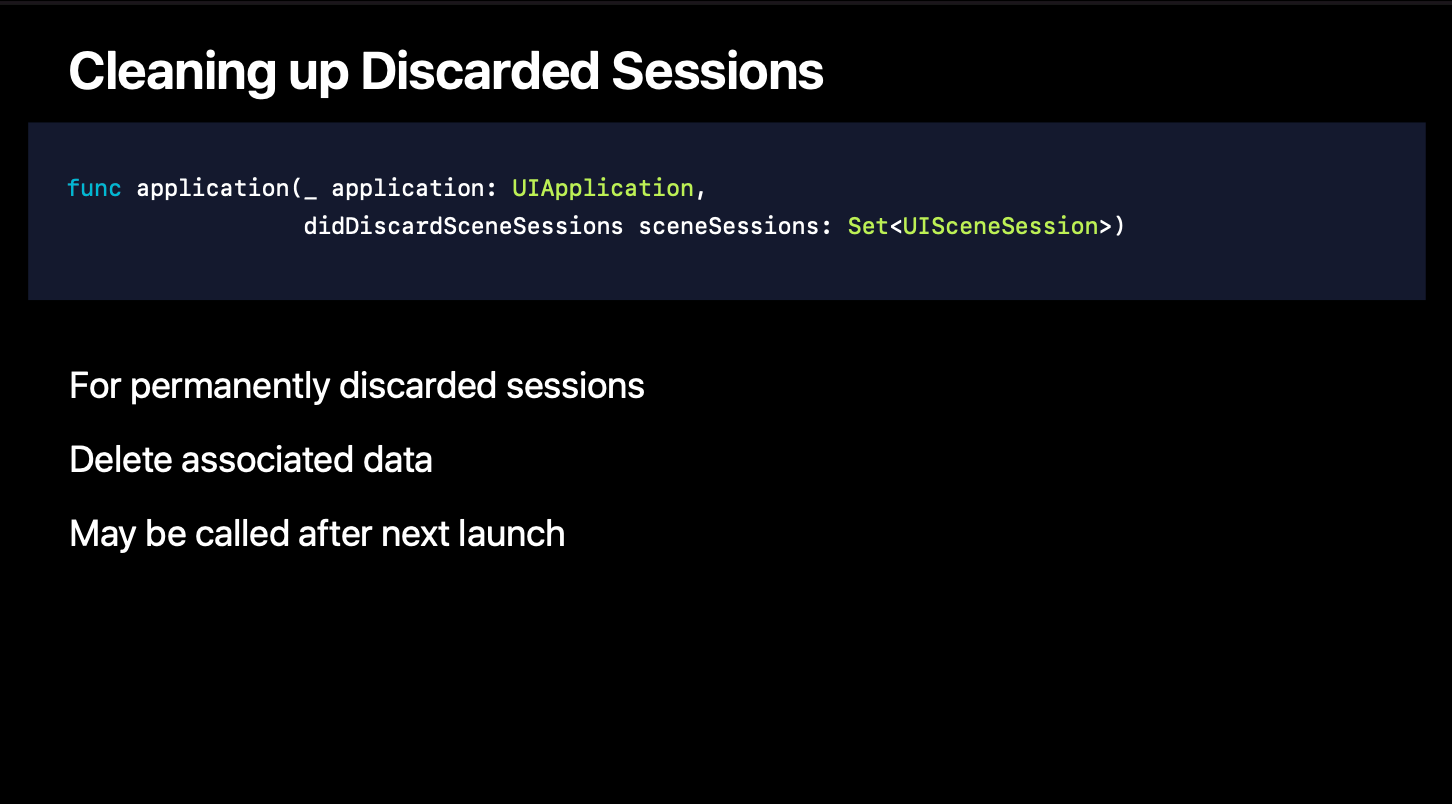 Cleaning up Discarded Sessions
func application(_ application: UIApplication,
didDiscardSceneSessions sceneSessions: Set<UISceneSession>)
For permanently discarded sessions
Delete associated data
May be called after next launch